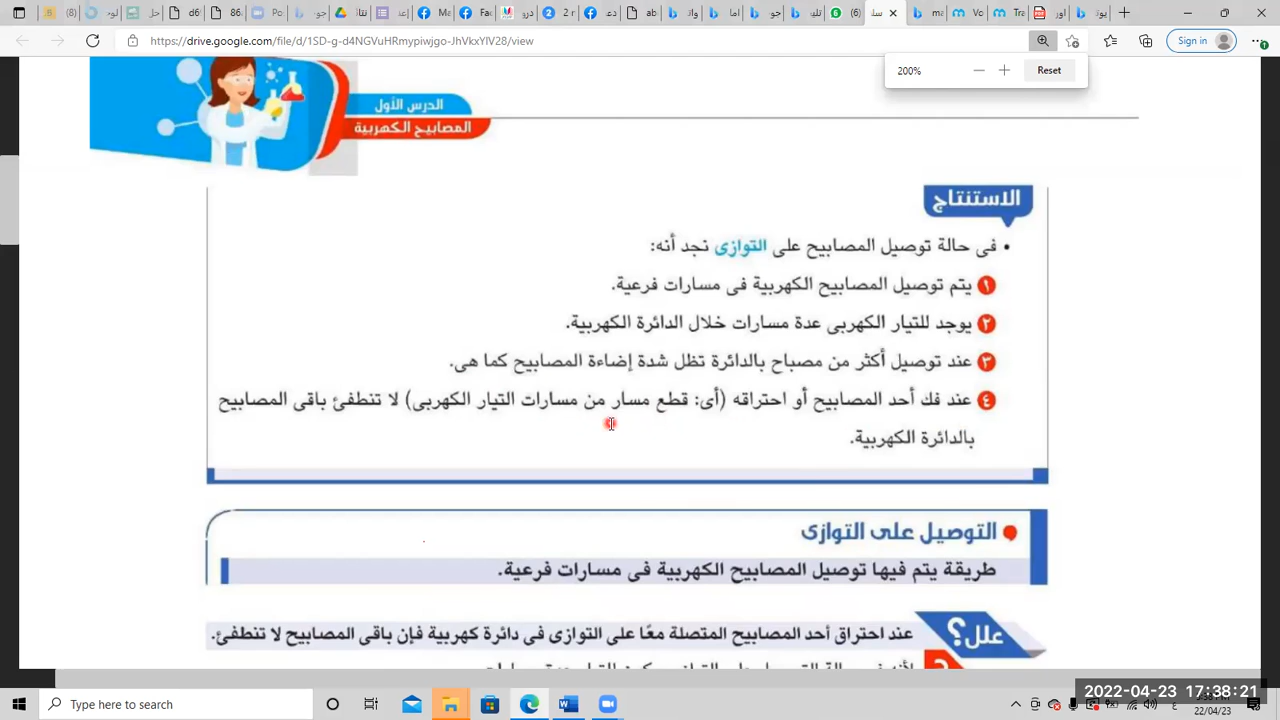 https://drive.google.com/file/d/1SD-g-d4NGVuHRmypiwjgo-JhVkxYlV28/view
Sign in
200%
Reset
الدرس الأول
المصابيح الكهربية
الاستنتاج
• فى حالة توصيل المصابيح على التوازى نجد أنه:
١ يتم توصيل المصابيح الكهربية فى مسارات فرعية.
٢ يوجد للتيار الكهربى عدة مسارات خلال الدائرة الكهربية.
٣ عند توصيل أكثر من مصباح بالدائرة تظل شدة إضاءة المصابيح كما هى.
٤ عند فك أحد المصابيح أو احتراقه (أى: قطع مسار من مسارات التيار الكهربى) لا تنطفئ باقى المصابيح
بالدائرة الكهربية.
التوصيل على التوازى
طريقة يتم فيها توصيل المصابيح الكهربية فى مسارات فرعية.
علل؟ عند احتراق أحد المصابيح المتصلة معًا على التوازى فى دائرة كهربية فإن باقى المصابيح لا تنطفئ.
Type here to search
2022-04-23 17:38:21
22/04/23